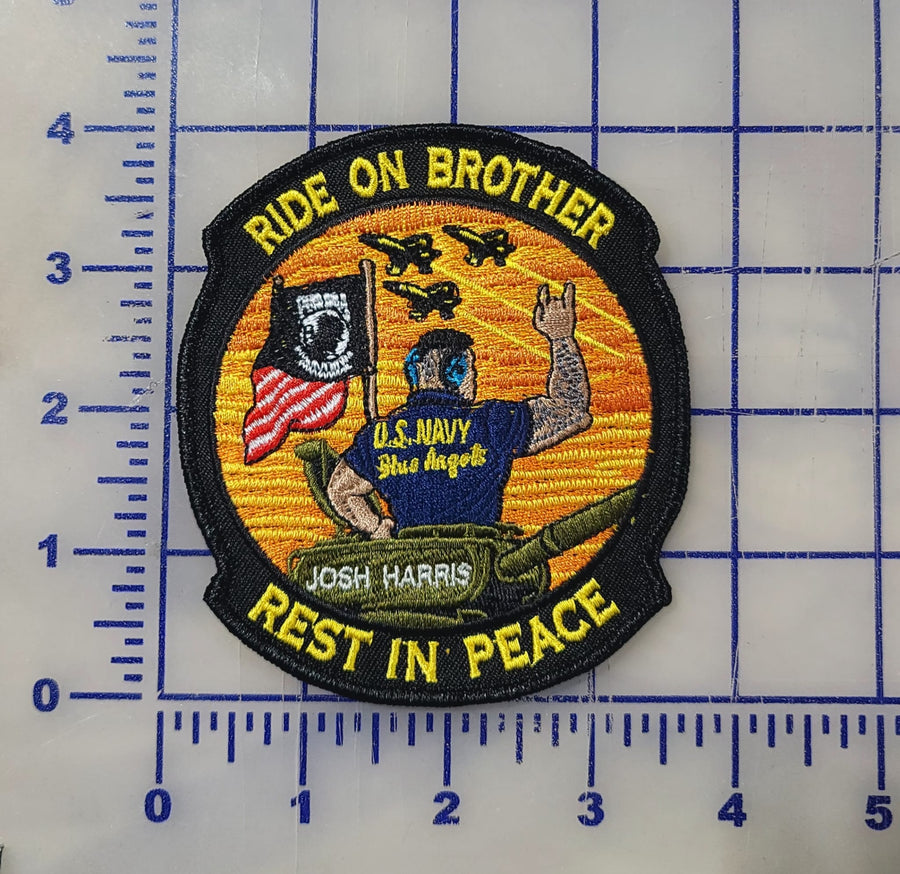 RIDE ON BROTHER
U.S. NAVY
Blue Angels
JOSH HARRIS
REST IN PEACE
4
3
2
1
0
0 1 2 3 4 5